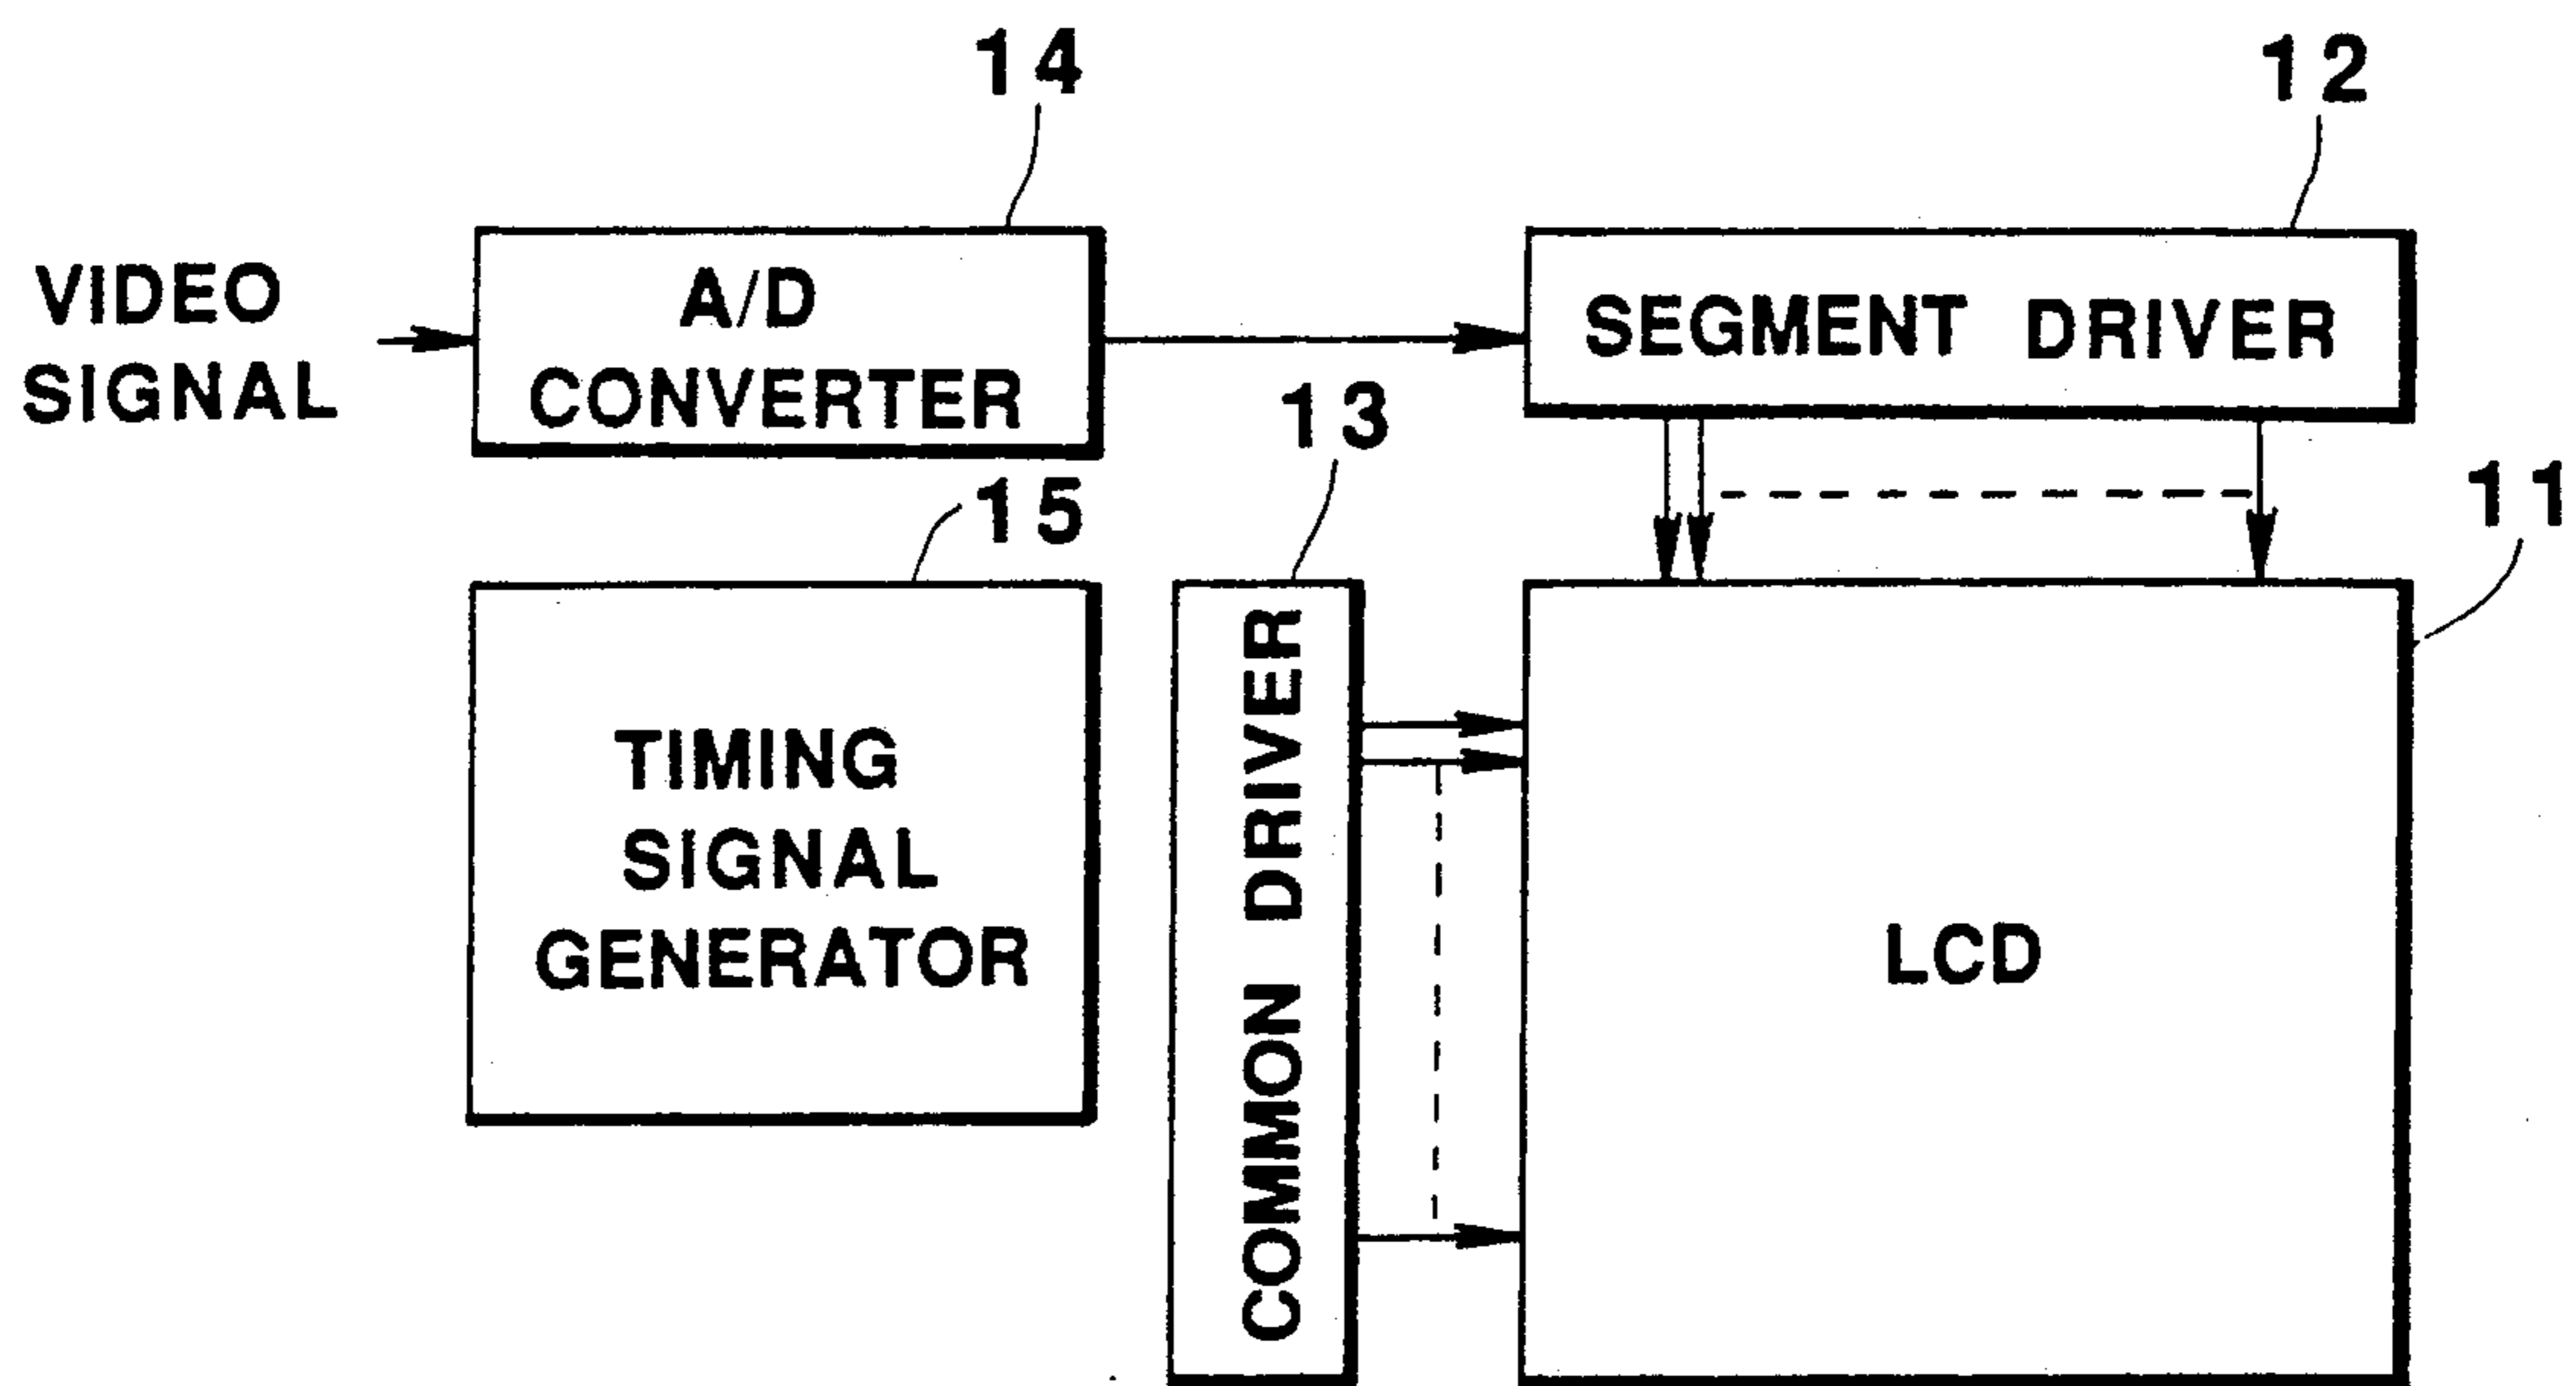 14
12
VIDEO
SIGNAL
A/D
CONVERTER
SEGMENT DRIVER
13
15
11
TIMING
SIGNAL
GENERATOR
COMMON DRIVER
LCD